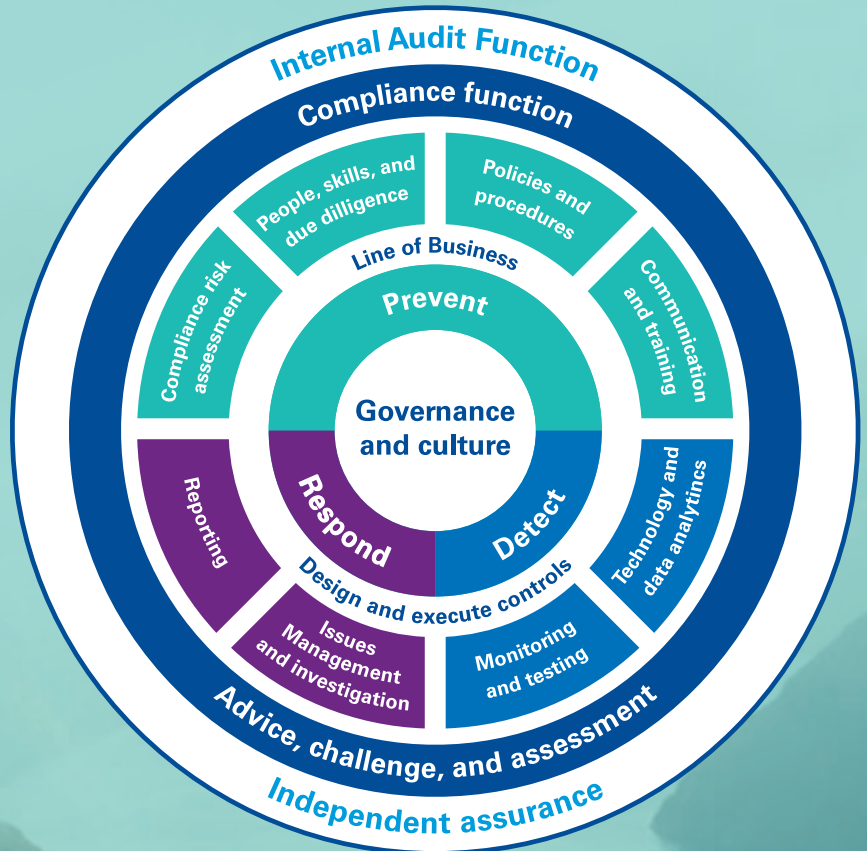 Internal Audit Function
Compliance function
People, skills, and
due dilligence
Policies and
procedures
Compliance risk
assessment
Line of Business
Communication
and training
Prevent
Governance
and culture
Respond
Detect
Reporting
Technology and
data analytincs
Design and execute controls
Issues
Management
and investigation
Monitoring
and testing
Advice, challenge, and assessment
Independent assurance